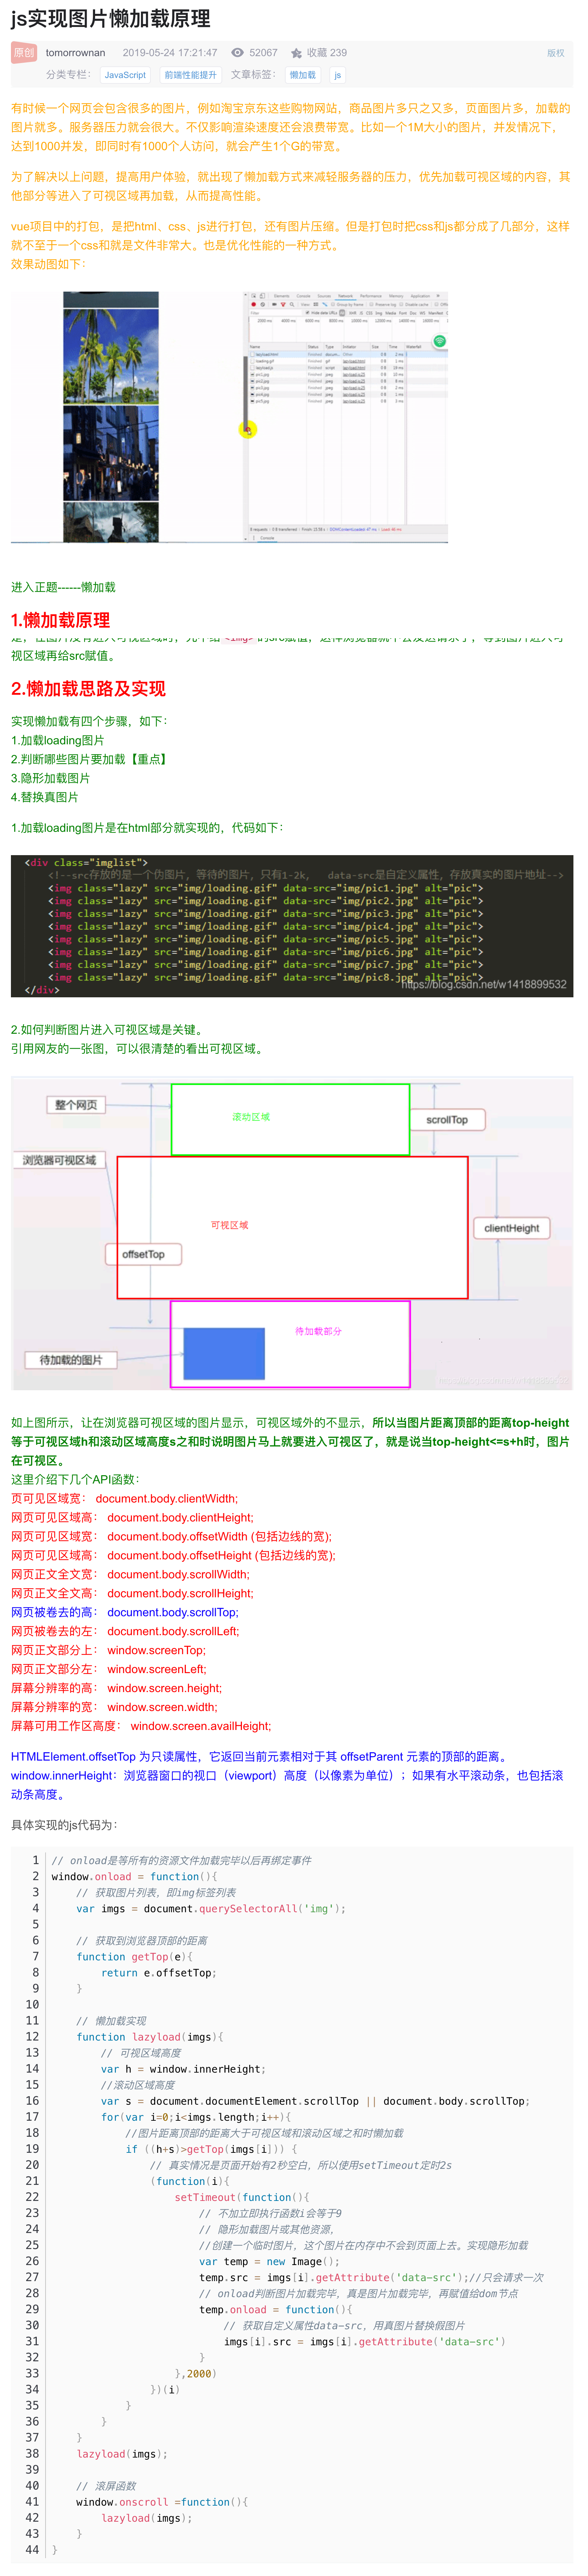 js实现图片懒加载原理
原创 tomorrownan 2019-05-24 17:21:47 52067 收藏 239 版权
分类专栏： JavaScript 前端性能提升 文章标签： 懒加载 js
有时候一个网页会包含很多的图片，例如淘宝京东这些购物网站，商品图片多只之又多，页面图片多，加载的
图片就多。服务器压力就会很大。不仅影响渲染速度还会浪费带宽。比如一个1M大小的图片，并发情况下，
达到1000并发，即同时有1000个人访问，就会产生1个G的带宽。
为了解决以上问题，提高用户体验，就出现了懒加载方式来减轻服务器的压力，优先加载可视区域的内容，其
他部分等进入了可视区域再加载，从而提高性能。
vue项目中的打包，是把html、css、js进行打包，还有图片压缩。但是打包时把css和js都分成了几部分，这样
就不至于一个css和就是文件非常大。也是优化性能的一种方式。
效果动图如下：
进入正题------懒加载
1.懒加载原理
视区域再给src赋值。
2.懒加载思路及实现
实现懒加载有四个步骤，如下：
1.加载loading图片
2.判断哪些图片要加载【重点】
3.隐形加载图片
4.替换真图片
1.加载loading图片是在html部分就实现的，代码如下：
<div class="imglist">
<!--src存放的是一个伪图片，等待的图片，只有1-2k， data-src是自定义属性，存放真实的图片地址-->
<img class="lazy" src="img/loading.gif" data-src="img/pic1.jpg" alt="pic">
<img class="lazy" src="img/loading.gif" data-src="img/pic2.jpg" alt="pic">
<img class="lazy" src="img/loading.gif" data-src="img/pic3.jpg" alt="pic">
<img class="lazy" src="img/loading.gif" data-src="img/pic4.jpg" alt="pic">
<img class="lazy" src="img/loading.gif" data-src="img/pic5.jpg" alt="pic">
<img class="lazy" src="img/loading.gif" data-src="img/pic6.jpg" alt="pic">
<img class="lazy" src="img/loading.gif" data-src="img/pic7.jpg" alt="pic">
<img class="lazy" src="img/loading.gif" data-src="img/pic8.jpg" alt="pic">
</div>
https://blog.csdn.net/w1418899532
2.如何判断图片进入可视区域是关键。
引用网友的一张图，可以很清楚的看出可视区域。
整个网页
滚动区域
scrollTop
浏览器可视区域
可视区域
clientHeight
offsetTop
待加载部分
待加载的图片
如上图所示，让在浏览器可视区域的图片显示，可视区域外的不显示，所以当图片距离顶部的距离top-height
等于可视区域h和滚动区域高度s之和时说明图片马上就要进入可视区了，就是说当top-height<=s+h时，图片
在可视区。
这里介绍下几个API函数：
页可见区域宽： document.body.clientWidth;
网页可见区域高： document.body.clientHeight;
网页可见区域宽： document.body.offsetWidth (包括边线的宽);
网页可见区域高： document.body.offsetHeight (包括边线的宽);
网页正文全文宽： document.body.scrollWidth;
网页正文全文高： document.body.scrollHeight;
网页被卷去的高： document.body.scrollTop;
网页被卷去的左： document.body.scrollLeft;
网页正文部分上： window.screenTop;
网页正文部分左： window.screenLeft;
屏幕分辨率的高： window.screen.height;
屏幕分辨率的宽： window.screen.width;
屏幕可用工作区高度： window.screen.availHeight;
HTMLElement.offsetTop 为只读属性，它返回当前元素相对于其 offsetParent 元素的顶部的距离。
window.innerHeight：浏览器窗口的视口（viewport）高度（以像素为单位）；如果有水平滚动条，也包括滚
动条高度。
具体实现的js代码为：
1 // onload是等所有的资源文件加载完毕以后再绑定事件
2 window.onload = function(){
3 // 获取图片列表，即img标签列表
4 var imgs = document.querySelectorAll('img');
5
6 // 获取到浏览器顶部的距离
7 function getTop(e){
8 return e.offsetTop;
9 }
10
11 // 懒加载实现
12 function lazyload(imgs){
13 // 可视区域高度
14 var h = window.innerHeight;
15 //滚动区域高度
16 var s = document.documentElement.scrollTop || document.body.scrollTop;
17 for(var i=0;i<imgs.length;i++){
18 //图片距离顶部的距离大于可视区域和滚动区域之和时懒加载
19 if ((h+s)>getTop(imgs[i])) {
20 // 真实情况是页面开始有2秒空白，所以使用setTimeout定时2s
21 (function(i){
22 setTimeout(function(){
23 // 不加立即执行函数i会等于9
24 // 隐形加载图片或其他资源，
25 //创建一个临时图片，这个图片在内存中不会到页面上去。实现隐形加载
26 var temp = new Image();
27 temp.src = imgs[i].getAttribute('data-src');//只会请求一次
28 // onload判断图片加载完毕，真是图片加载完毕，再赋值给dom节点
29 temp.onload = function(){
30 // 获取自定义属性data-src，用真图片替换假图片
31 imgs[i].src = imgs[i].getAttribute('data-src')
32 }
33 },2000)
34 })(i)
35 }
36 }
37 }
38 lazyload(imgs);
39
40 // 滚屏函数
41 window.onscroll =function(){
42 lazyload(imgs);
43 }
44 }